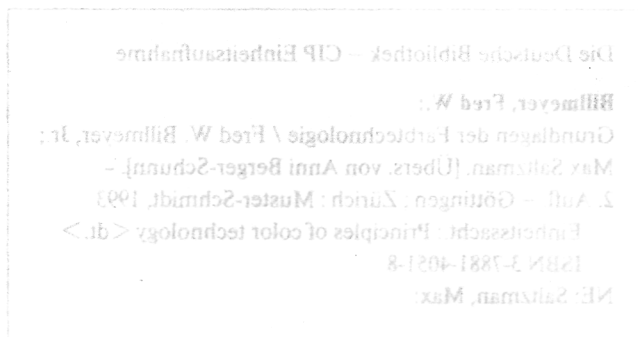 Die Deutsche Bibliothek – CIP Einheitsaufnahme
Billmeyer, Fred W.:
Grundlagen der Farbtechnologie / Fred W. Billmeyer, Jr. ;
Max Saltzman. [Übers. von Anni Berger-Schunn]. –
2. Aufl. – Göttingen ; Zürich : Muster-Schmidt, 1993
Einheitssacht.: Principles of color technology <dt.>
ISBN 3-7881-4051-8
NE: Saltzman, Max: